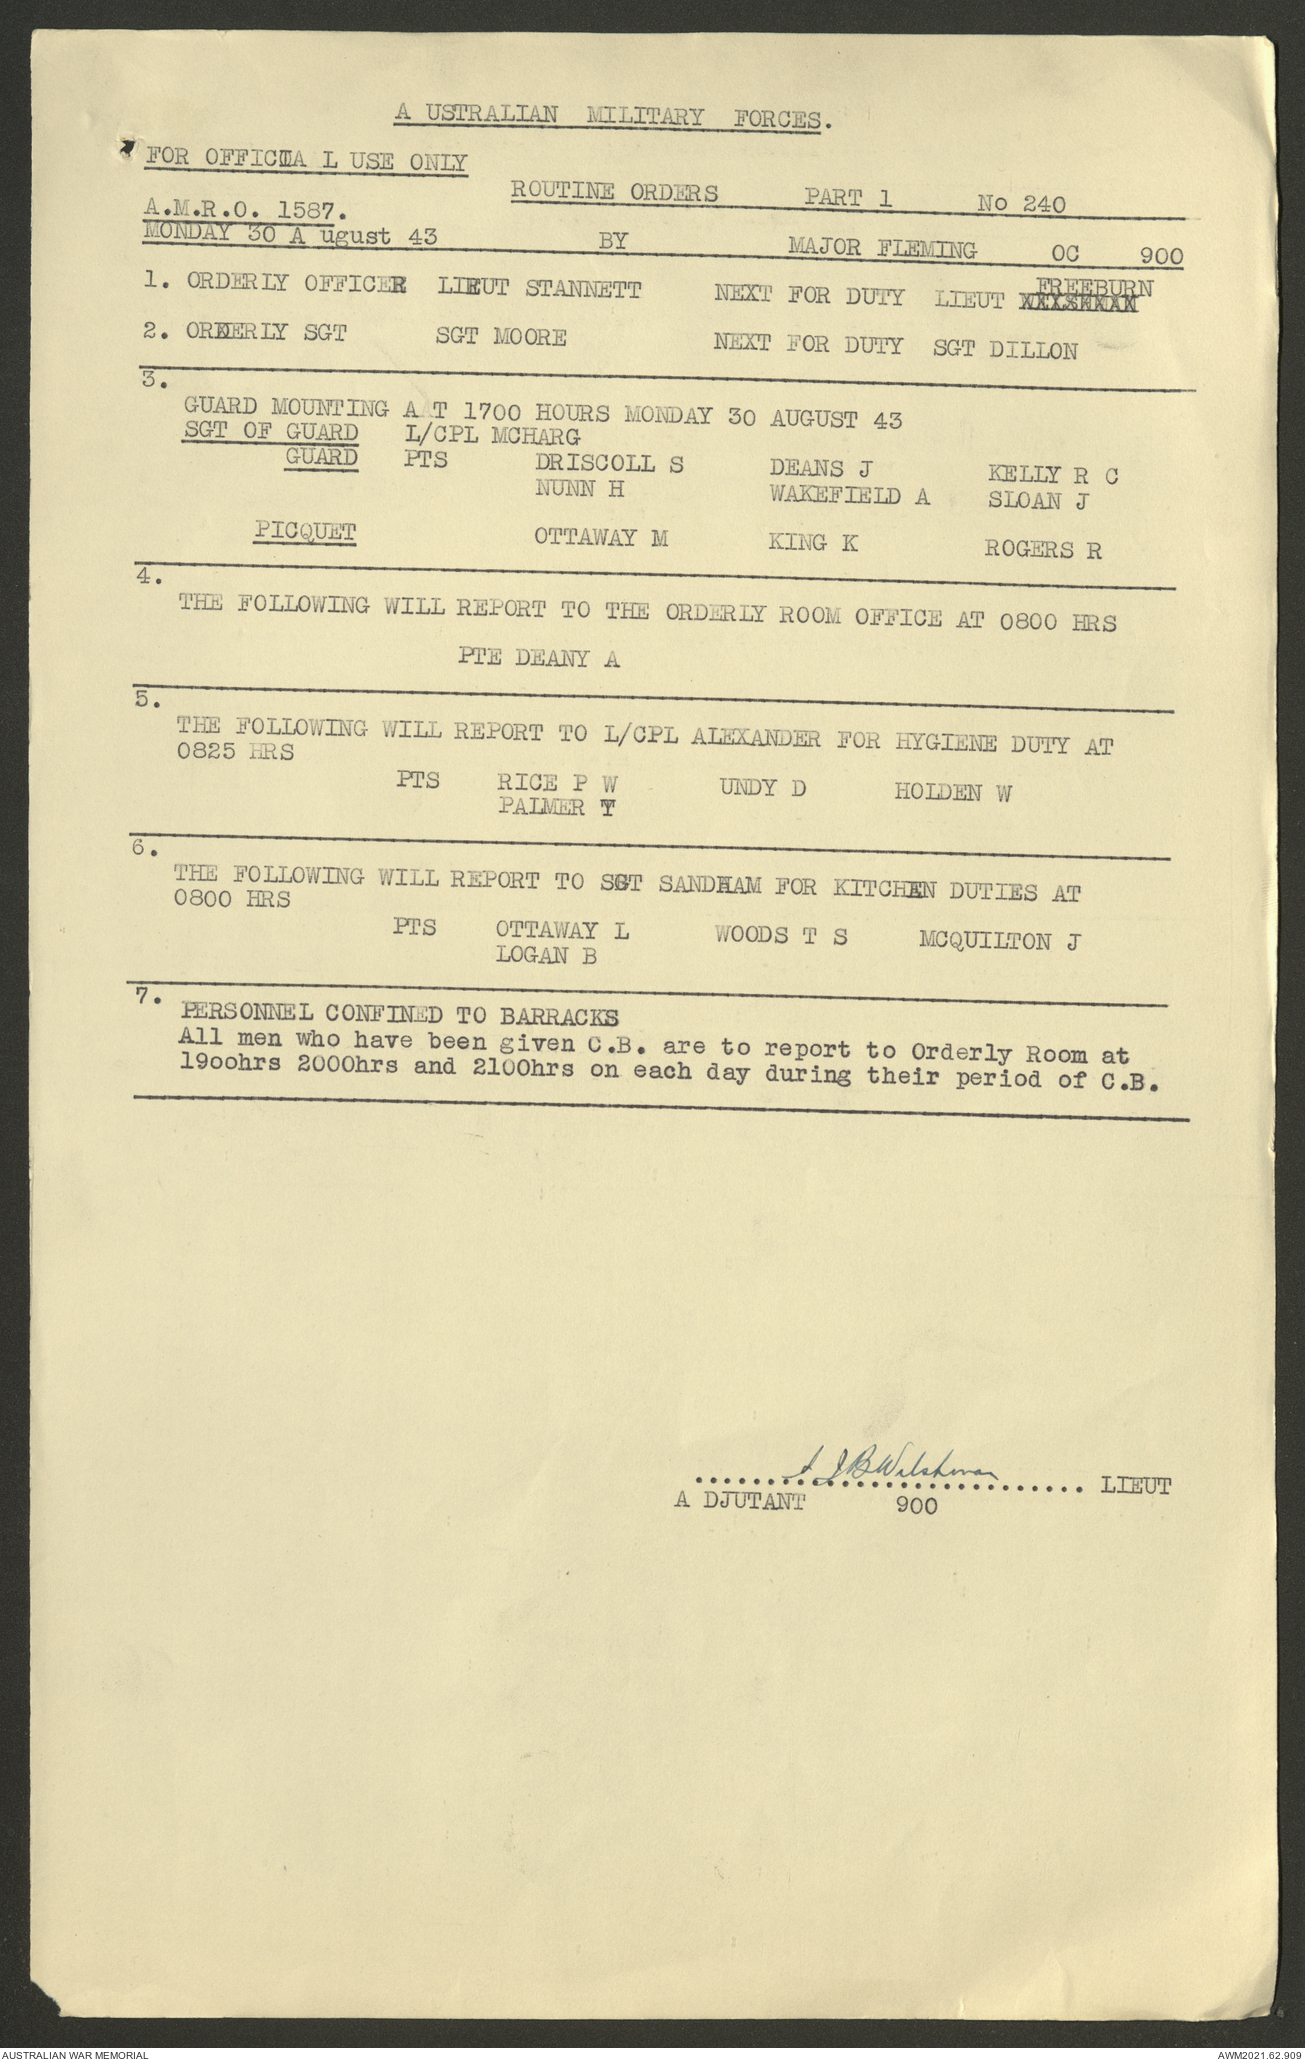 A USTRALIAN MILITARY FORCES.
FOR OFFICIA L USE ONLY
ROUTINE ORDERS PART 1 No 240
A.M.R.O. 1587.
MONDAY 30 A ugust 43 BY MAJOR FLEMING OC 900
1. ORDERLY OFFICER LIEUT STANNETT NEXT FOR DUTY LIEUT FREEBURN
2. ORDERLY SGT SGT MOORE NEXT FOR DUTY SGT DILLON
3.
GUARD MOUNTING A T 1700 HOURS MONDAY 30 AUGUST 43
SGT OF GUARD L/CPL MCHARG
GUARD PTS DRISCOLL S DEANS J KELLY R C
NUNN H WAKEFIELD A SLOAN J
PICQUET OTTAWAY M KING K ROGERS R
4.
THE FOLLOWING WILL REPORT TO THE ORDERLY ROOM OFFICE AT 0800 HRS
PTE DEANY A
5.
THE FOLLOWING WILL REPORT TO L/CPL ALEXANDER FOR HYGIENE DUTY AT
0825 HRS
PTS RICE P W UNDY D HOLDEN W
PALMER T
6.
THE FOLLOWING WILL REPORT TO SGT SANDHAM FOR KITCHEN DUTIES AT
0800 HRS
PTS OTTAWAY L WOODS T S MCQUILTON J
LOGAN B
7. PERSONNEL CONFINED TO BARRACKS
All men who have been given C.B. are to report to Orderly Room at
19oohrs 2000hrs and 2100hrs on each day during their period of C.B.
................................. LIEUT
A DJUTANT 900
AUSTRALIAN WAR MEMORIAL AWM2021.62.909